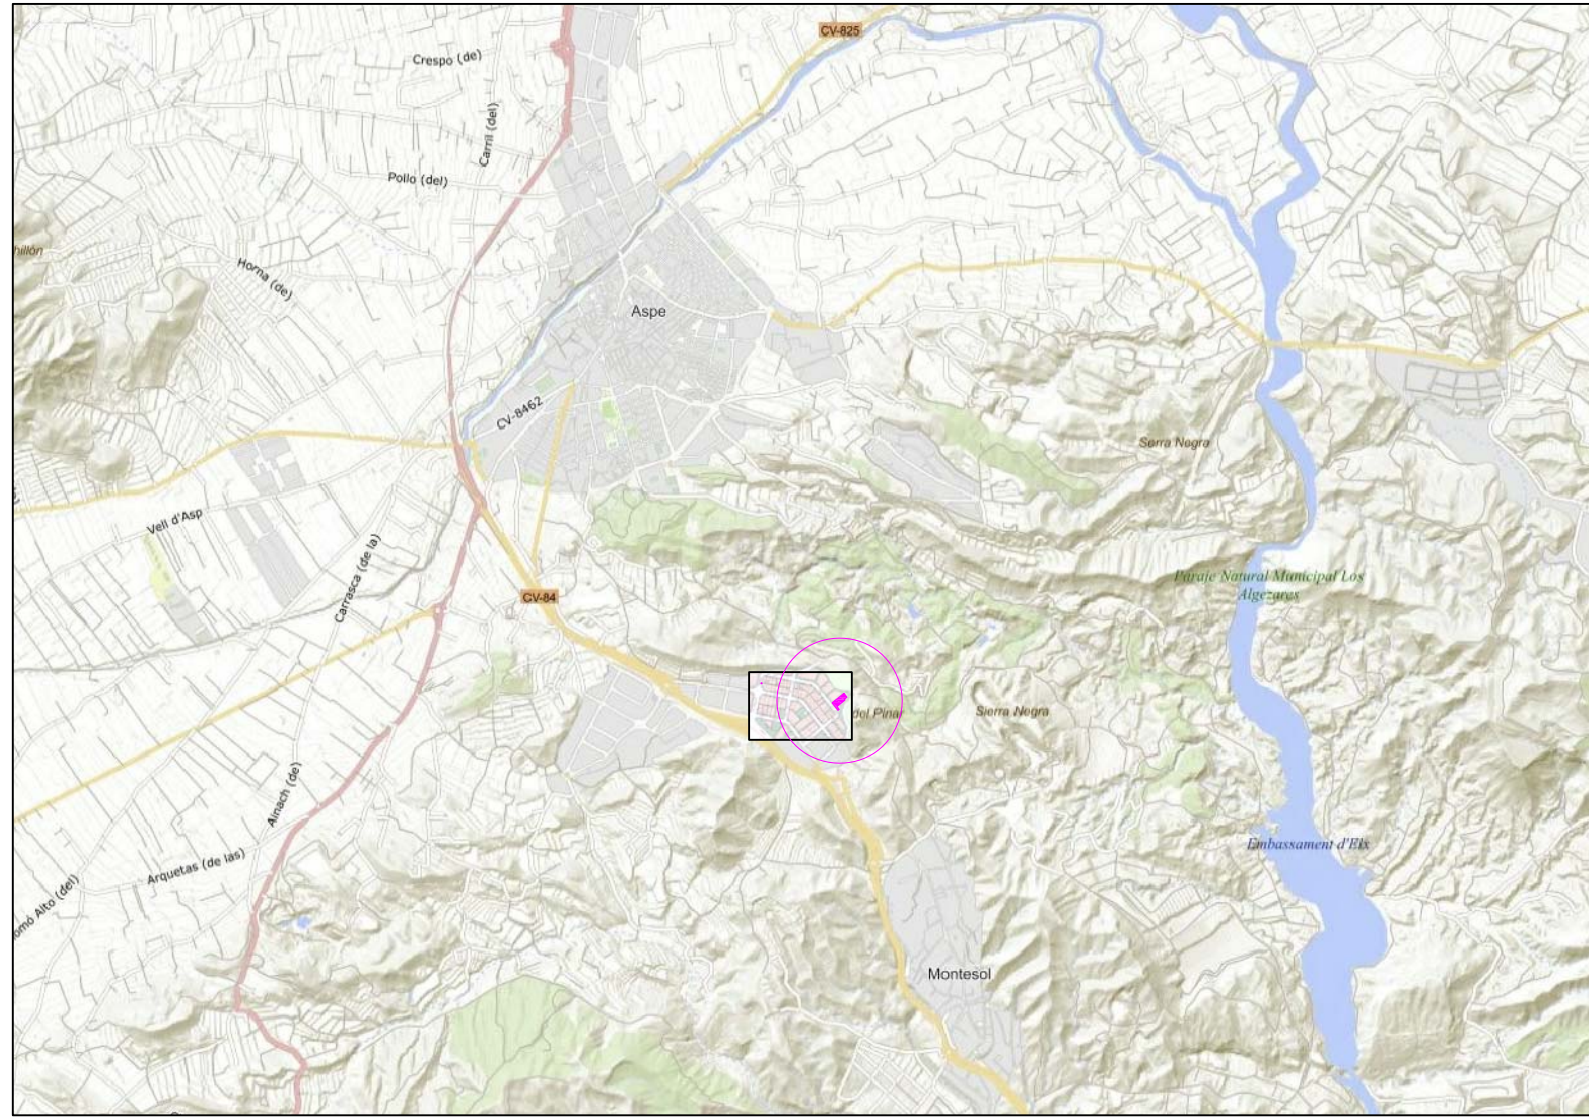 CV-825
Crespo (de)
Carril (del)
Pollo (del)
hillón
Horna (de)
Aspe
CV-8462
Serra Negra
Vell d'Asp
Carrasca (de la)
CV-84
Paraje Natural Municipal Los
Algezares
del Pinar
Sierra Negra
Alnach (de)
Embassament d'Elx
Arquetas (de las)
omó Alto (del)
Montesol